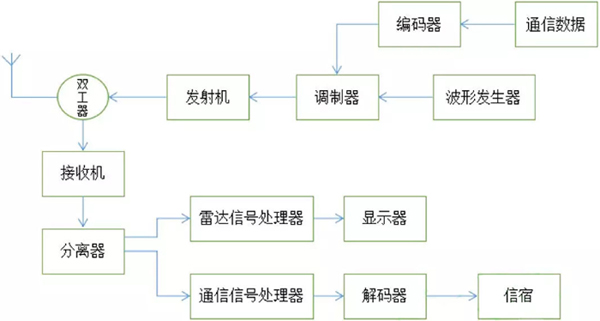 编码器
通信数据
双工器
发射机
调制器
波形发生器
接收机
雷达信号处理器
显示器
分离器
通信信号处理器
解码器
信宿